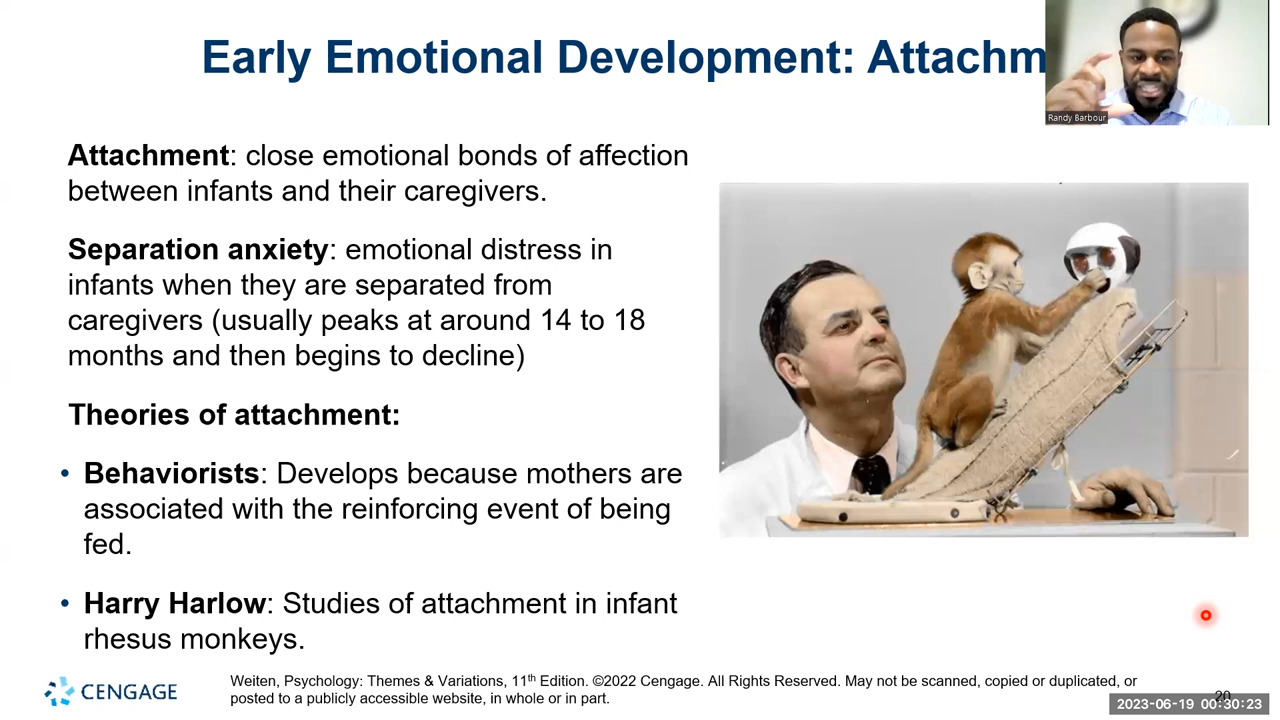 Early Emotional Development: Attachm
Randy Barbour
Attachment: close emotional bonds of affection
between infants and their caregivers.
Separation anxiety: emotional distress in
infants when they are separated from
caregivers (usually peaks at around 14 to 18
months and then begins to decline)
Theories of attachment:
• Behaviorists: Develops because mothers are
associated with the reinforcing event of being
fed.
• Harry Harlow: Studies of attachment in infant
rhesus monkeys.
CENGAGE
Weiten, Psychology: Themes & Variations, 11th Edition. ©2022 Cengage. All Rights Reserved. May not be scanned, copied or duplicated, or
posted to a publicly accessible website, in whole or in part.
20
2023-06-19 00:30:23